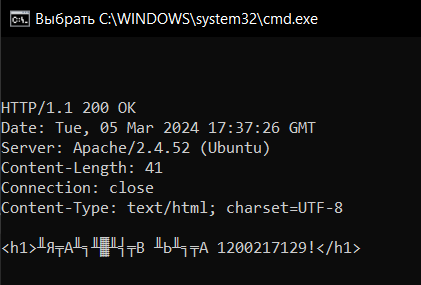 Выбрать C:\WINDOWS\system32\cmd.exe
HTTP/1.1 200 OK
Date: Tue, 05 Mar 2024 17:37:26 GMT
Server: Apache/2.4.52 (Ubuntu)
Content-Length: 41
Connection: close
Content-Type: text/html; charset=UTF-8
<h1>╨Я╤А╨╕╨▓╨╡╤В ╨Ь╨╕╤А 1200217129!</h1>